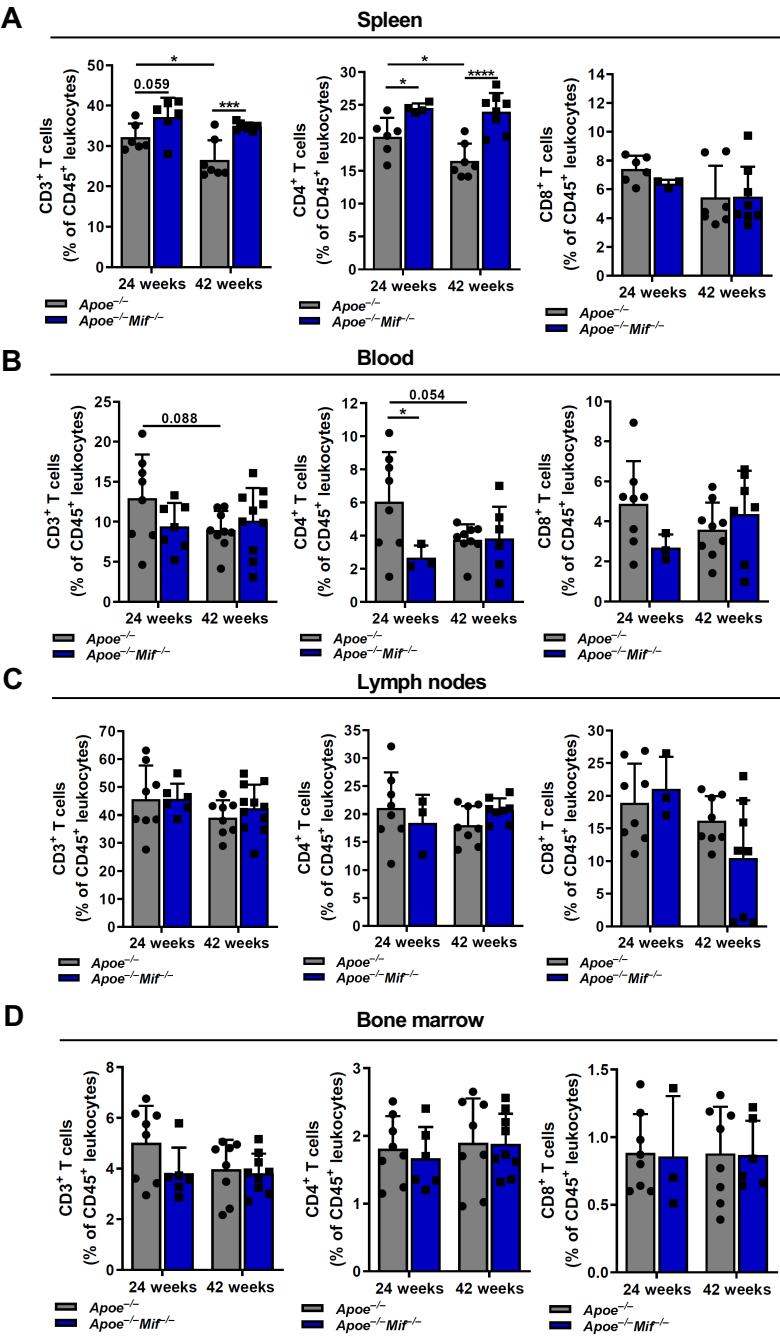 A
Spleen
CD3+ T cells
(% of CD45+ leukocytes)
50
40
30
20
10
0
*
0.059
***
24 weeks 42 weeks
Apoe−/−
Apoe−/−Mif−/−
CD4+ T cells
(% of CD45+ leukocytes)
30
25
20
15
10
5
0
*
*
****
24 weeks 42 weeks
Apoe−/−
Apoe−/−Mif−/−
CD8+ T cells
(% of CD45+ leukocytes)
14
12
10
8
6
4
2
0
24 weeks 42 weeks
Apoe−/−
Apoe−/−Mif−/−
B
Blood
CD3+ T cells
(% of CD45+ leukocytes)
25
20
15
10
5
0
0.088
24 weeks 42 weeks
Apoe−/−
Apoe−/−Mif−/−
CD4+ T cells
(% of CD45+ leukocytes)
12
10
8
6
4
2
0
0.054
*
24 weeks 42 weeks
Apoe−/−
Apoe−/−Mif−/−
CD8+ T cells
(% of CD45+ leukocytes)
10
8
6
4
2
0
24 weeks 42 weeks
Apoe−/−
Apoe−/−Mif−/−
C
Lymph nodes
CD3+ T cells
(% of CD45+ leukocytes)
70
60
50
40
30
20
10
0
24 weeks 42 weeks
Apoe−/−
Apoe−/−Mif−/−
CD4+ T cells
(% of CD45+ leukocytes)
35
30
25
20
15
10
5
0
24 weeks 42 weeks
Apoe−/−
Apoe−/−Mif−/−
CD8+ T cells
(% of CD45+ leukocytes)
30
25
20
15
10
5
0
24 weeks 42 weeks
Apoe−/−
Apoe−/−Mif−/−
D
Bone marrow
CD3+ T cells
(% of CD45+ leukocytes)
8
6
4
2
0
24 weeks 42 weeks
Apoe−/−
Apoe−/−Mif−/−
CD4+ T cells
(% of CD45+ leukocytes)
3
2
1
0
24 weeks 42 weeks
Apoe−/−
Apoe−/−Mif−/−
CD8+ T cells
(% of CD45+ leukocytes)
1.5
1.0
0.5
0.0
24 weeks 42 weeks
Apoe−/−
Apoe−/−Mif−/−